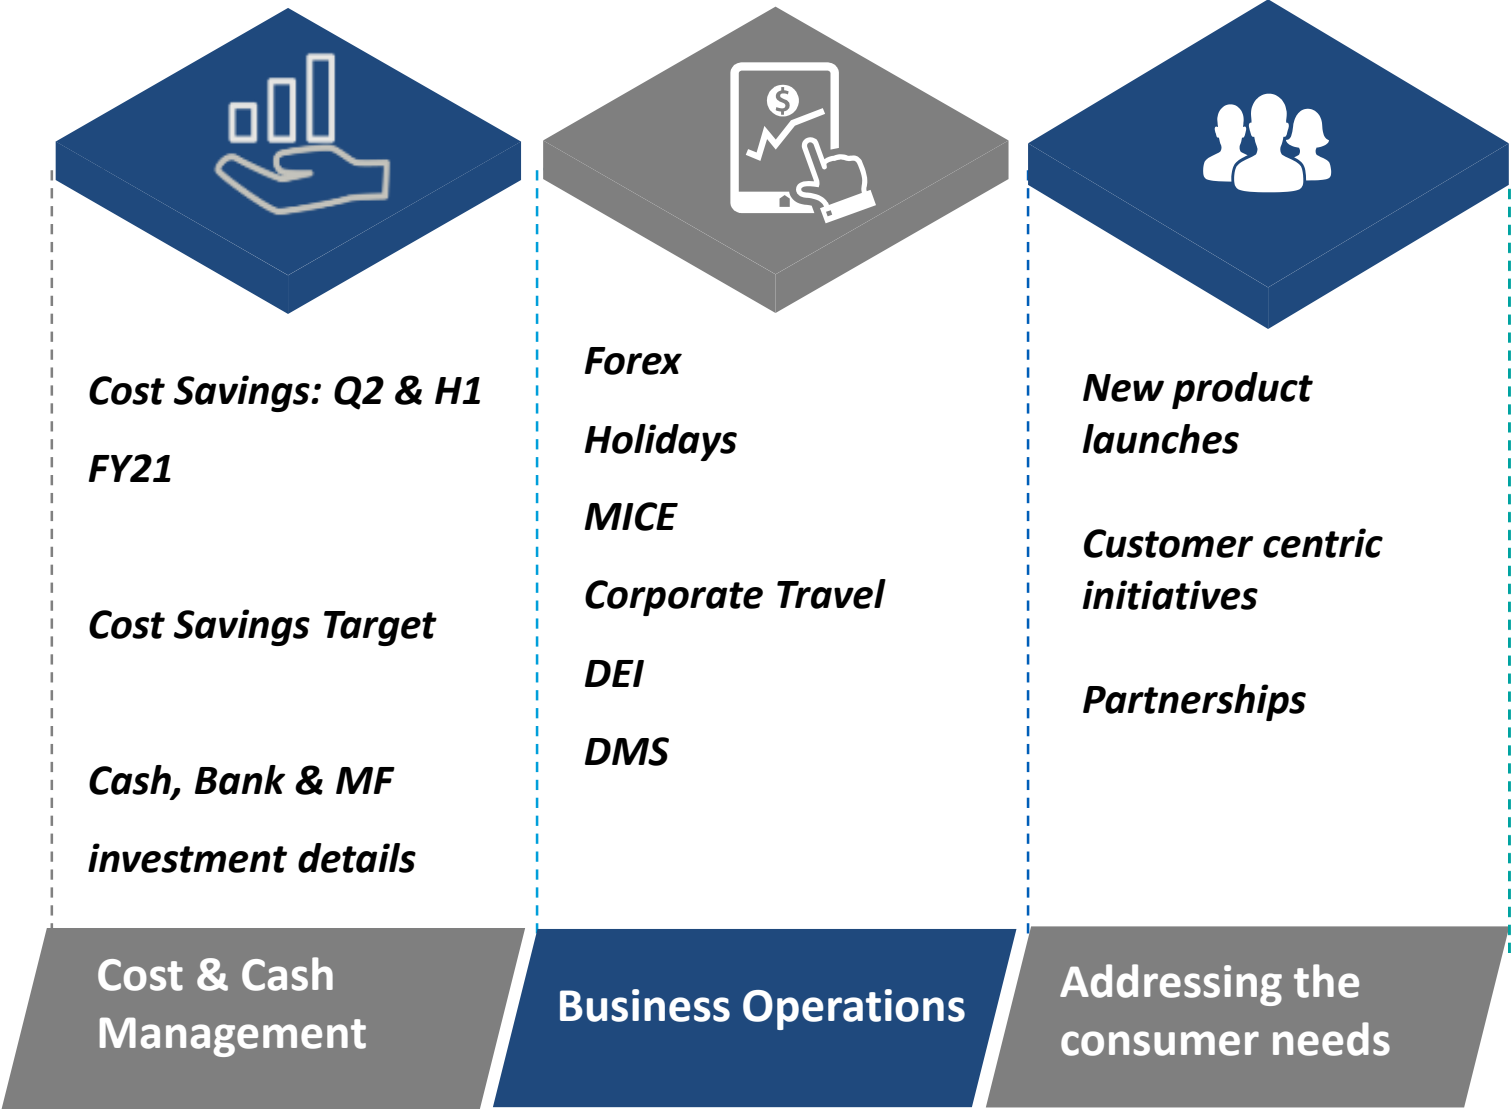 Cost Savings: Q2 & H1
FY21
Cost Savings Target
Cash, Bank & MF
investment details
Cost & Cash
Management
Forex
Holidays
MICE
Corporate Travel
DEI
DMS
Business Operations
New product
launches
Customer centric
initiatives
Partnerships
Addressing the
consumer needs
$